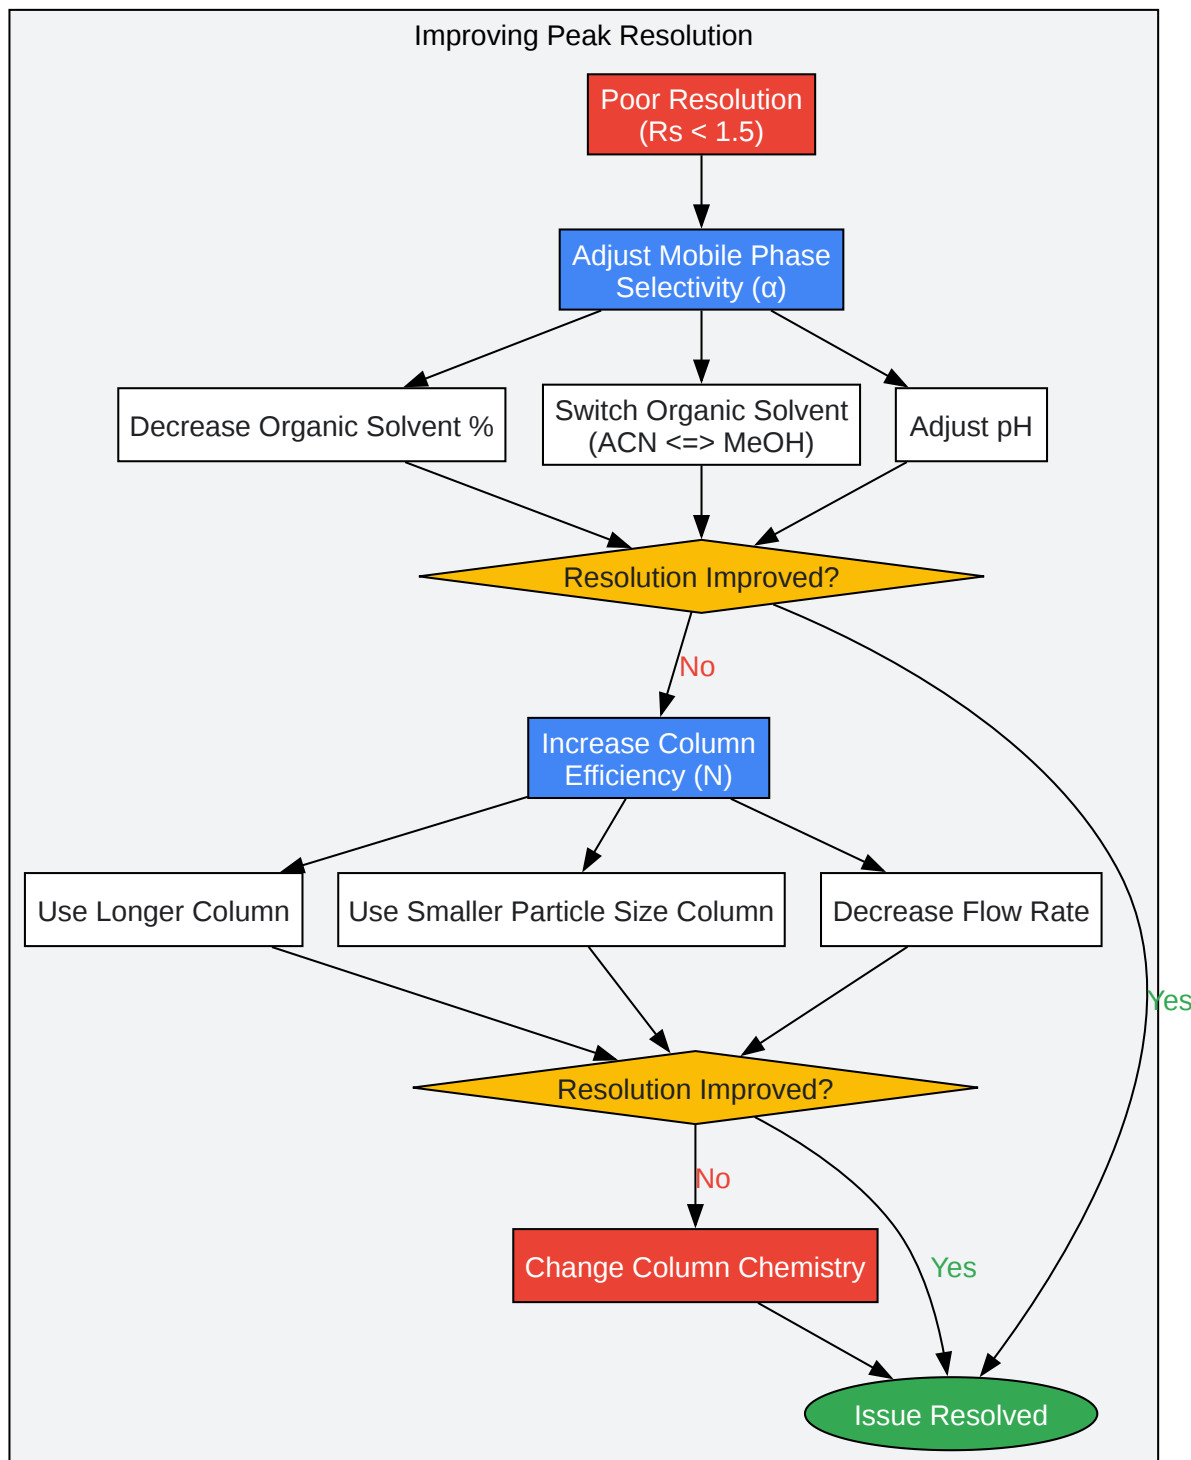 Improving Peak Resolution
Poor Resolution
(Rs < 1.5)
Adjust Mobile Phase
Selectivity (α)
Decrease Organic Solvent %
Switch Organic Solvent
(ACN <=> MeOH)
Adjust pH
Resolution Improved?
No
Increase Column
Efficiency (N)
Use Longer Column
Use Smaller Particle Size Column
Decrease Flow Rate
Yes
Resolution Improved?
No
Change Column Chemistry
Yes
Issue Resolved